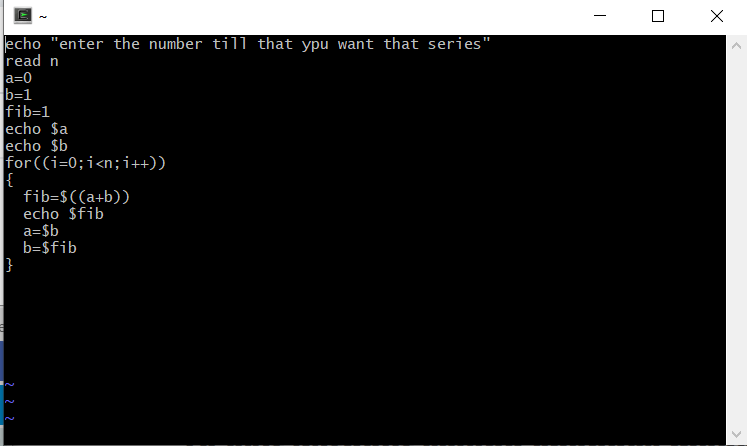 ~
echo "enter the number till that ypu want that series"
read n
a=0
b=1
fib=1
echo $a
echo $b
for((i=0;i<n;i++))
{
  fib=$((a+b))
  echo $fib
  a=$b
  b=$fib
}
~
~
~